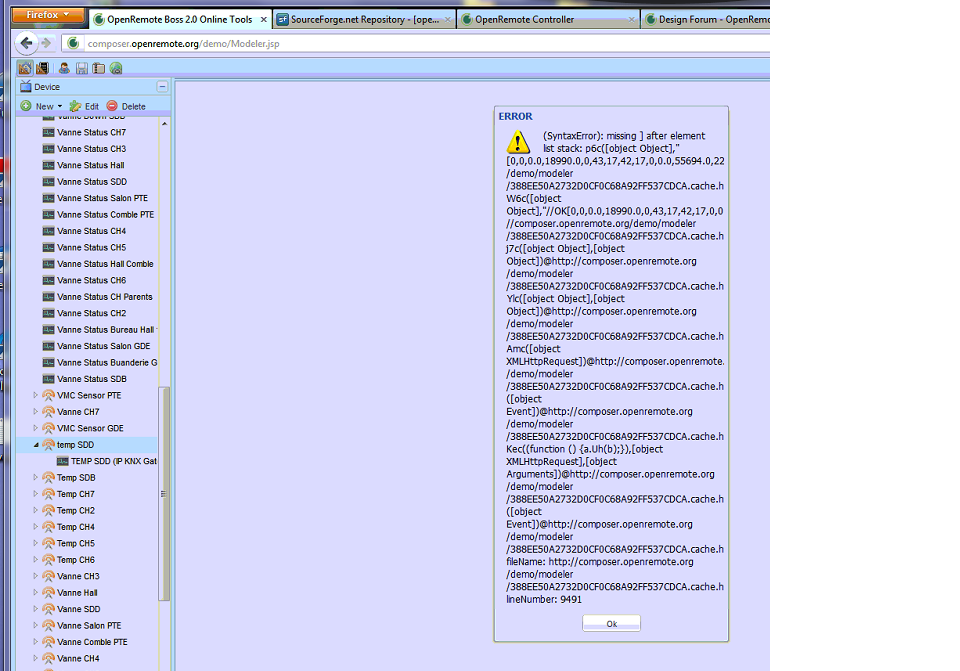 Firefox
OpenRemote Boss 2.0 Online Tools ×
SourceForge.net Repository - [ope... ×
OpenRemote Controller ×
Design Forum - OpenRemo
composer.openremote.org/demo/Modeler.jsp
Device
New Edit Delete
Vanne Down SDB
Vanne Status CH7
Vanne Status CH3
Vanne Status Hall
Vanne Status SDD
Vanne Status Salon PTE
Vanne Status Comble PTE
Vanne Status CH4
Vanne Status CH5
Vanne Status Hall Comble
Vanne Status CH6
Vanne Status CH Parents
Vanne Status CH2
Vanne Status Bureau Hall
Vanne Status Salon GDE
Vanne Status Buanderie G
Vanne Status SDB
VMC Sensor PTE
Vanne CH7
VMC Sensor GDE
temp SDD
TEMP SDD (IP KNX Gat
Temp SDB
Temp CH7
Temp CH2
Temp CH4
Temp CH5
Temp CH6
Vanne CH3
Vanne Hall
Vanne SDD
Vanne Salon PTE
Vanne Comble PTE
Vanne CH4
ERROR
(SyntaxError): missing ] after element
list stack: p6c([object Object],"
[0,0,0.0,18990.0,0,43,17,42,17,0,0.0,55694.0,22
/demo/modeler
/388EE50A2732D0CF0C68A92FF537CDCA.cache.h
W6c([object
Object],"//OK[0,0,0.0,18990.0,0,43,17,42,17,0,0
//composer.openremote.org/demo/modeler
/388EE50A2732D0CF0C68A92FF537CDCA.cache.h
j7c([object Object],[object
Object])@http://composer.openremote.org
/demo/modeler
/388EE50A2732D0CF0C68A92FF537CDCA.cache.h
Ylc([object Object],[object
Object])@http://composer.openremote.org
/demo/modeler
/388EE50A2732D0CF0C68A92FF537CDCA.cache.h
Amc([object
XMLHttpRequest])@http://composer.openremote.
/demo/modeler
/388EE50A2732D0CF0C68A92FF537CDCA.cache.h
([object
Event])@http://composer.openremote.org
/demo/modeler
/388EE50A2732D0CF0C68A92FF537CDCA.cache.h
Kec((function () {a.Uh(b);}),[object
XMLHttpRequest],[object
Arguments])@http://composer.openremote.org
/demo/modeler
/388EE50A2732D0CF0C68A92FF537CDCA.cache.h
([object
Event])@http://composer.openremote.org
/demo/modeler
/388EE50A2732D0CF0C68A92FF537CDCA.cache.h
fileName: http://composer.openremote.org
/demo/modeler
/388EE50A2732D0CF0C68A92FF537CDCA.cache.h
lineNumber: 9491
Ok